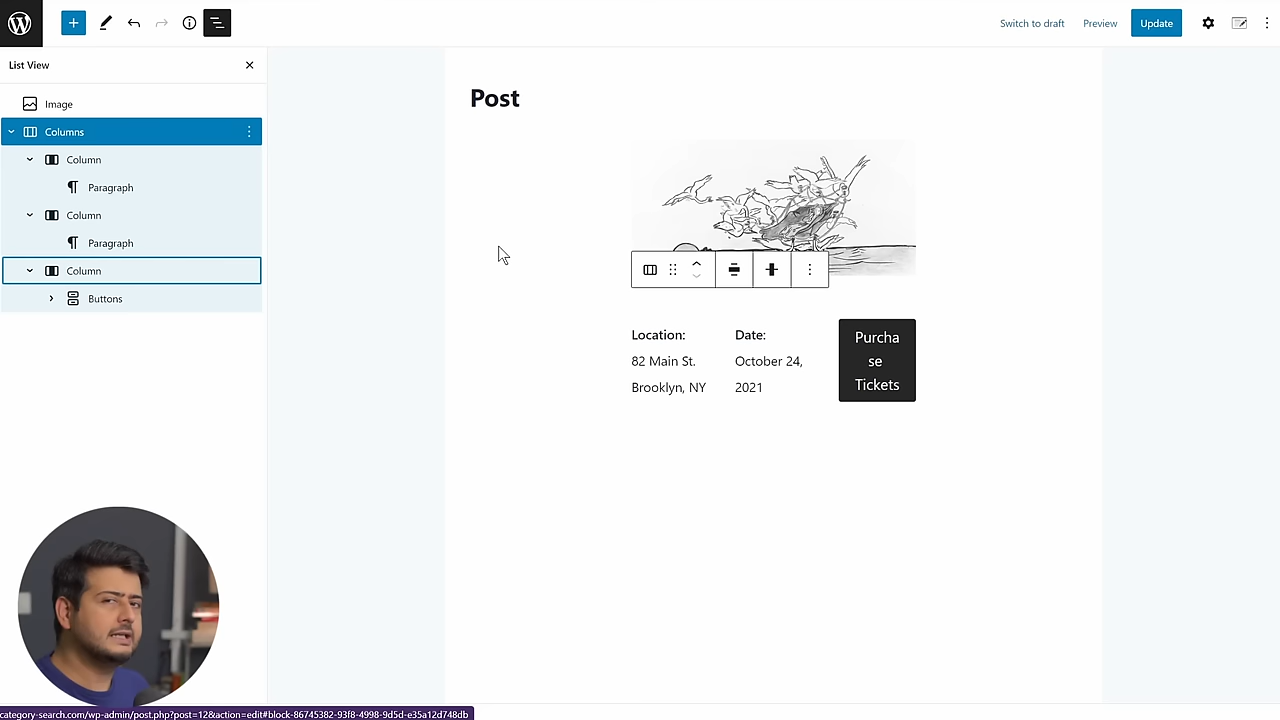 Switch to draft
Preview
Update
List View
Image
Columns
Column
Paragraph
Column
Paragraph
Column
Buttons
Post
Location:
82 Main St.
Brooklyn, NY
Date:
October 24,
2021
Purcha
se
Tickets
category-search.com/wp-admin/post.php?post=12&action=edit#block-86745382-93f8-4998-9d5d-e35a12d748db